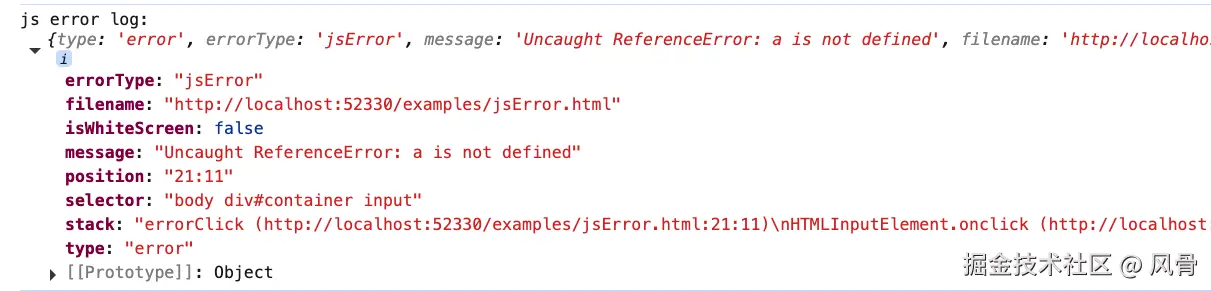 js error log:
{type: 'error', errorType: 'jsError', message: 'Uncaught ReferenceError: a is not defined', filename: 'http://localho
i
errorType: "jsError"
filename: "http://localhost:52330/examples/jsError.html"
isWhiteScreen: false
message: "Uncaught ReferenceError: a is not defined"
position: "21:11"
selector: "body div#container input"
stack: "errorClick (http://localhost:52330/examples/jsError.html:21:11)\nHTMLInputElement.onclick (http://localhost:
type: "error"
[[Prototype]]: Object
掘金技术社区 @ 风骨